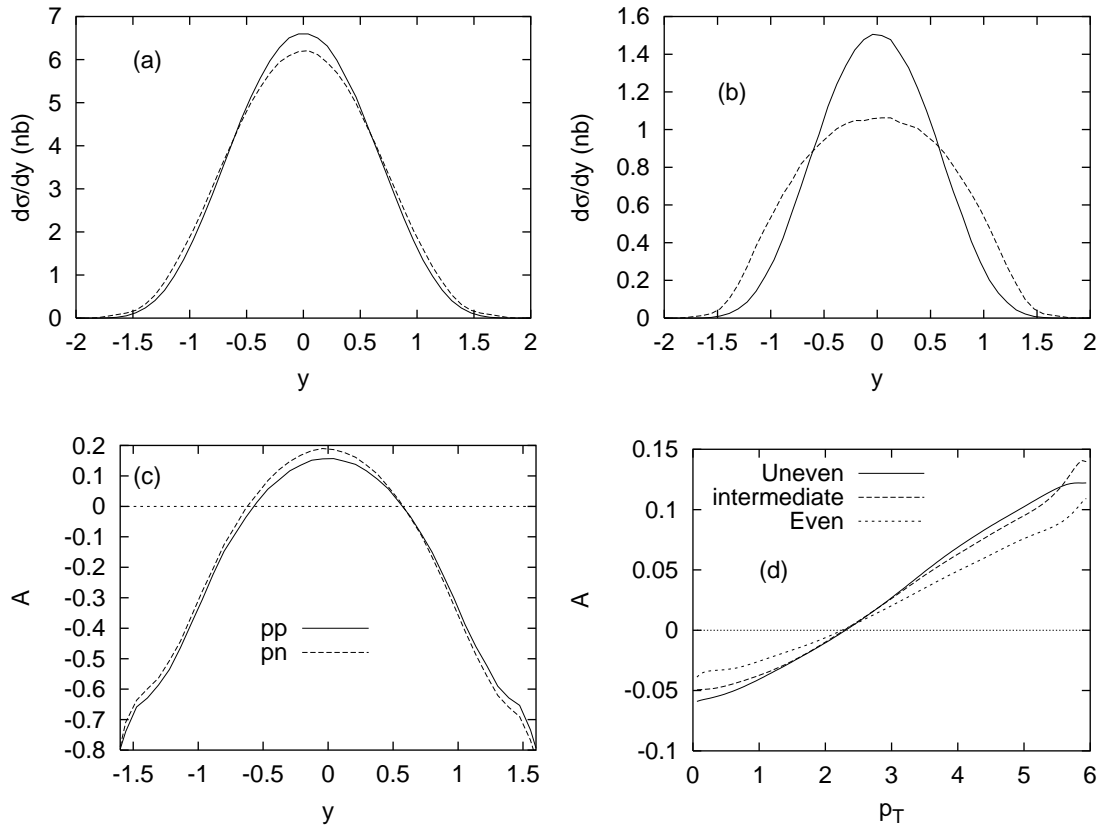 7
6
5
4
3
2
1
0
dσ/dy (nb)
(a)
-2 -1.5 -1 -0.5 0 0.5 1 1.5 2
y
1.6
1.4
1.2
1
0.8
0.6
0.4
0.2
0
dσ/dy (nb)
(b)
-2 -1.5 -1 -0.5 0 0.5 1 1.5 2
y
0.2
0.1
0
-0.1
-0.2
-0.3
-0.4
-0.5
-0.6
-0.7
-0.8
A
(c)
pp
pn
-1.5 -1 -0.5 0 0.5 1 1.5
y
0.15
0.1
0.05
0
-0.05
-0.1
A
Uneven
intermediate
Even
(d)
0 1 2 3 4 5 6
p_T